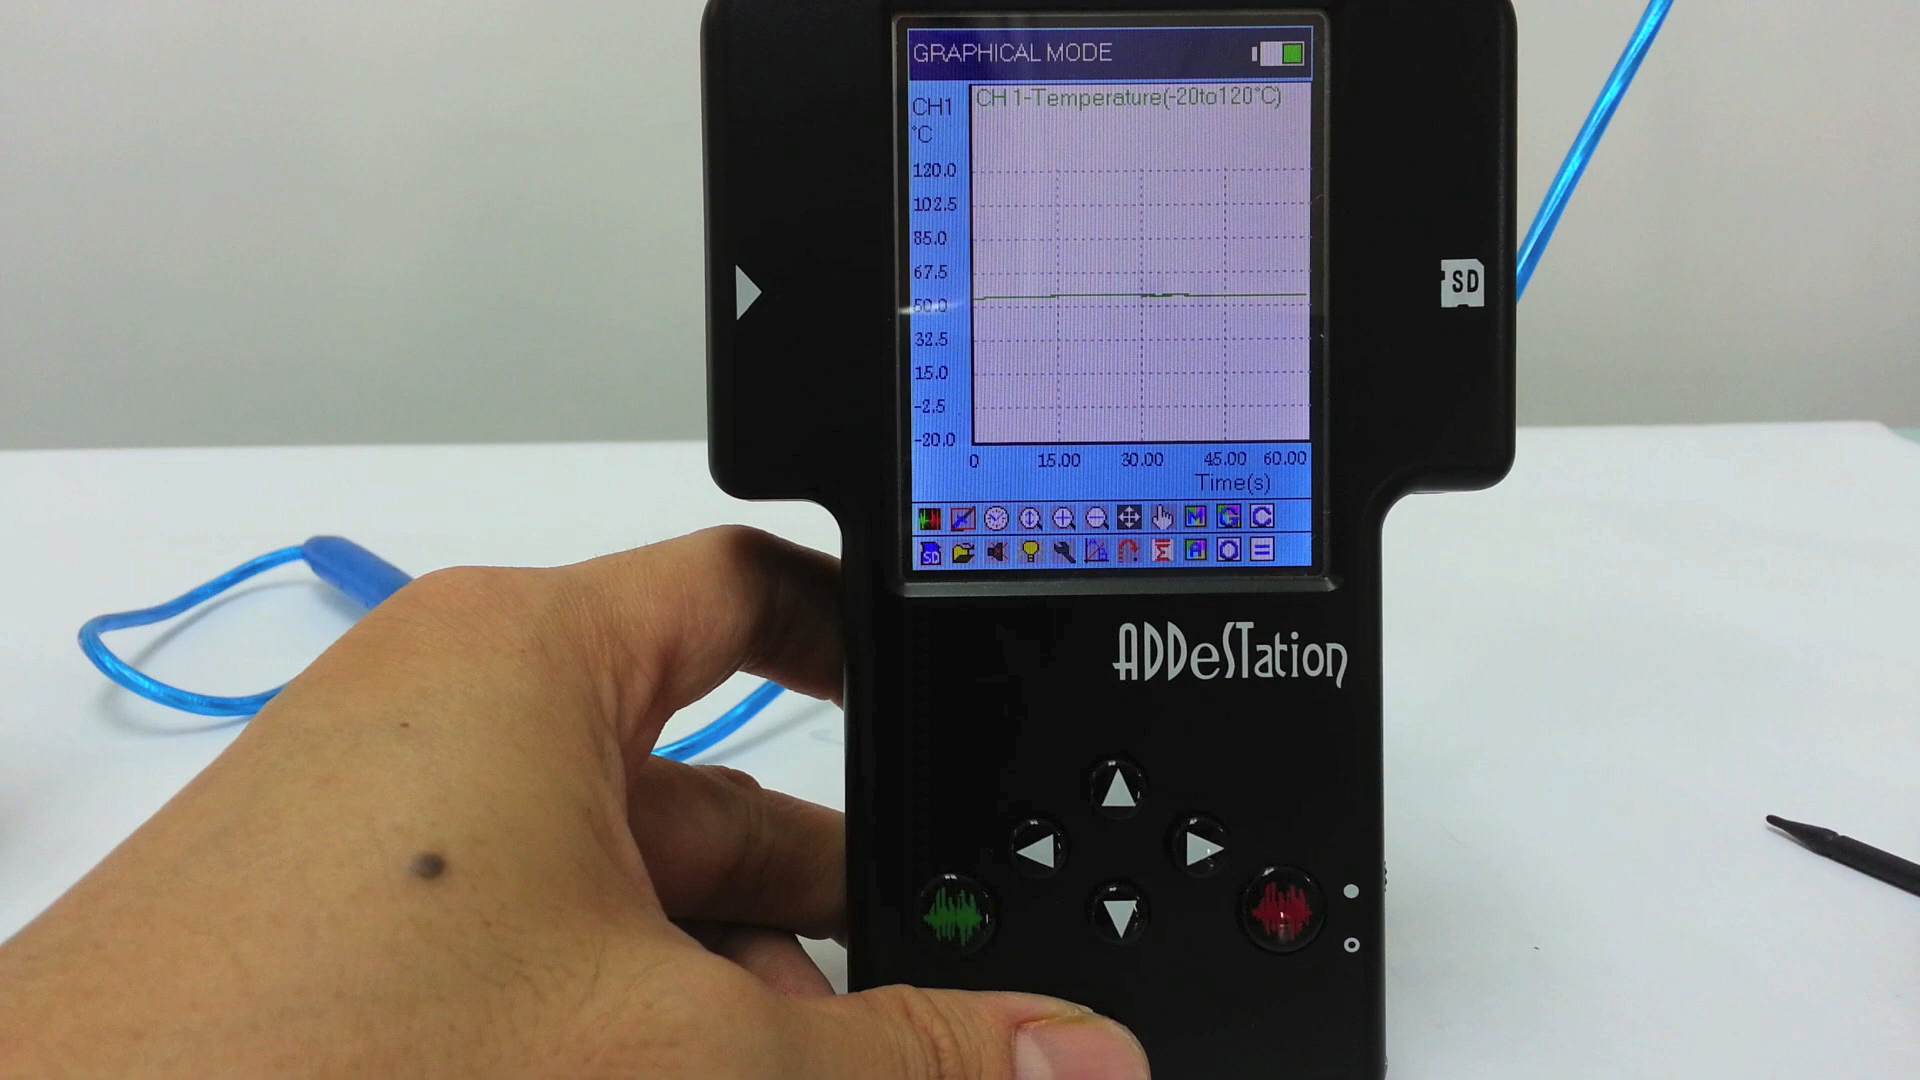 GRAPHICAL MODE
CH1
°C
CH 1-Temperature(-20to120°C)
120.0
102.5
85.0
67.5
50.0
32.5
15.0
-2.5
-20.0
0 15.00 30.00 45.00 60.00
Time(s)
M G C
SD Σ A O =
SD
ADDeSTation